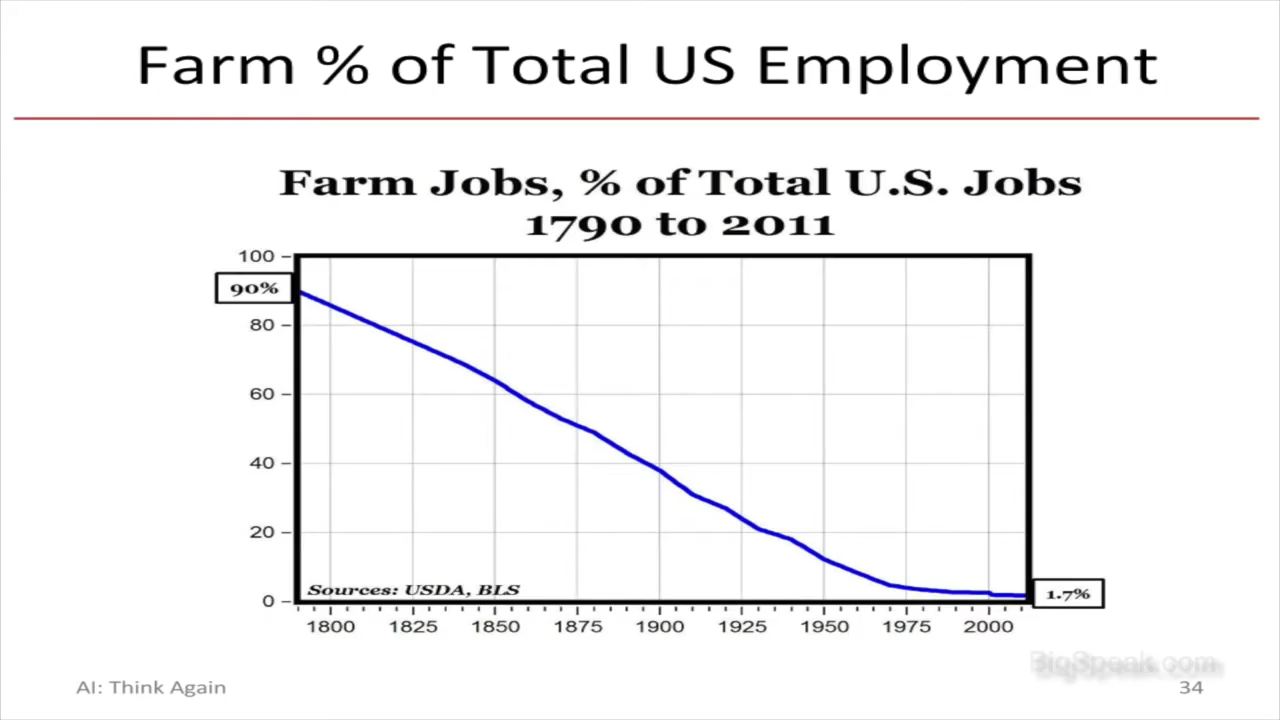 Farm % of Total US Employment
Farm Jobs, % of Total U.S. Jobs
1790 to 2011
100
90%
80
60
40
20
Sources: USDA, BLS
0
1.7%
1800 1825 1850 1875 1900 1925 1950 1975 2000
BigSpeak.com
AI: Think Again
34